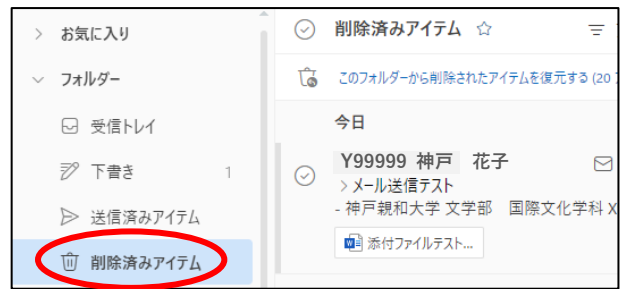 お気に入り
フォルダー
受信トレイ
下書き 1
送信済みアイテム
削除済みアイテム
削除済みアイテム
このフォルダーから削除されたアイテムを復元する (20
今日
Y99999 神戸 花子
> メール送信テスト
- 神戸親和大学 文学部 国際文化学科 X
添付ファイルテスト...